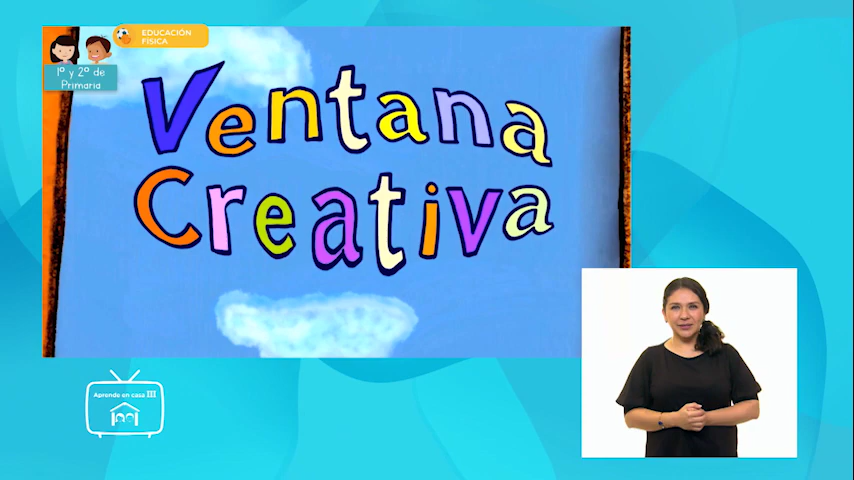 EDUCACIÓN
FÍSICA
1º y 2º de
Primaria
Ventana
Creativa
Aprende en casa III